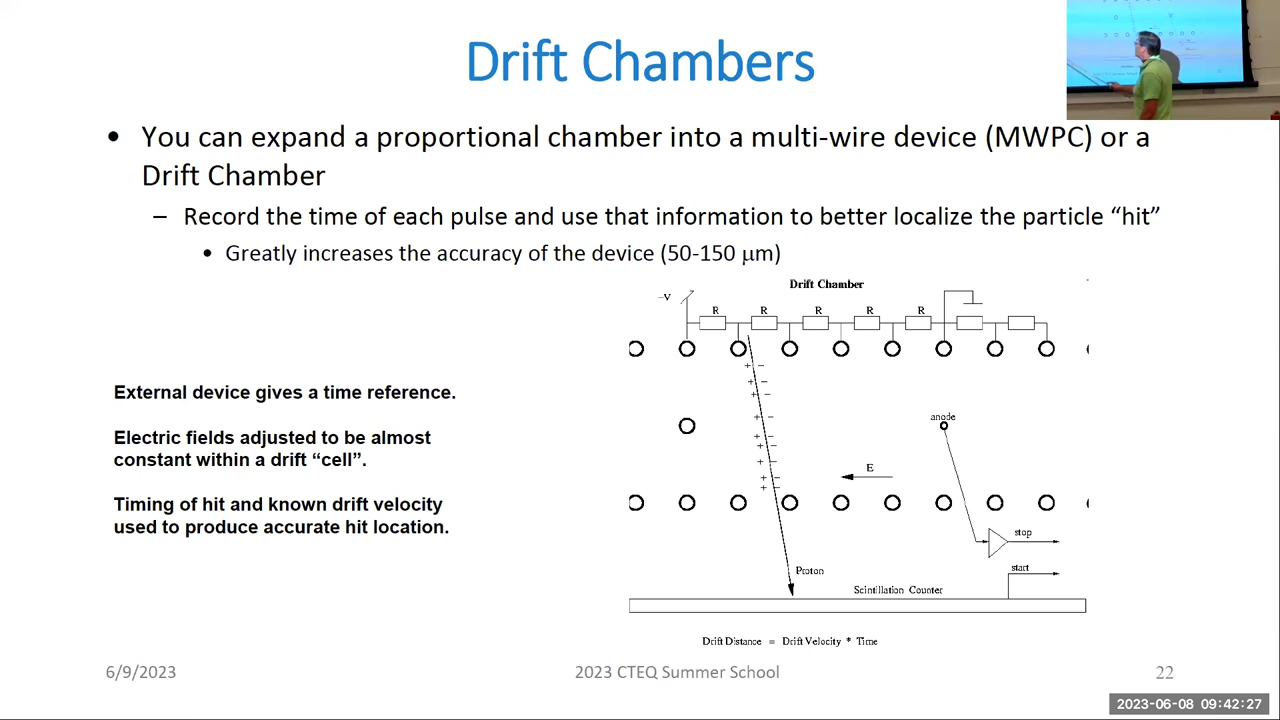 Drift Chambers
• You can expand a proportional chamber into a multi-wire device (MWPC) or a
Drift Chamber
– Record the time of each pulse and use that information to better localize the particle “hit”
• Greatly increases the accuracy of the device (50-150 μm)
Drift Chamber
–V
R R R R R
External device gives a time reference.
Electric fields adjusted to be almost
constant within a drift “cell”.
Timing of hit and known drift velocity
used to produce accurate hit location.
+ –
+ –
+ –
+ –
+ –
+ –
+ –
+ –
+ –
anode
E
stop
start
Proton
Scintillation Counter
Drift Distance = Drift Velocity * Time
6/9/2023
2023 CTEQ Summer School
22
2023-06-08 09:42:27